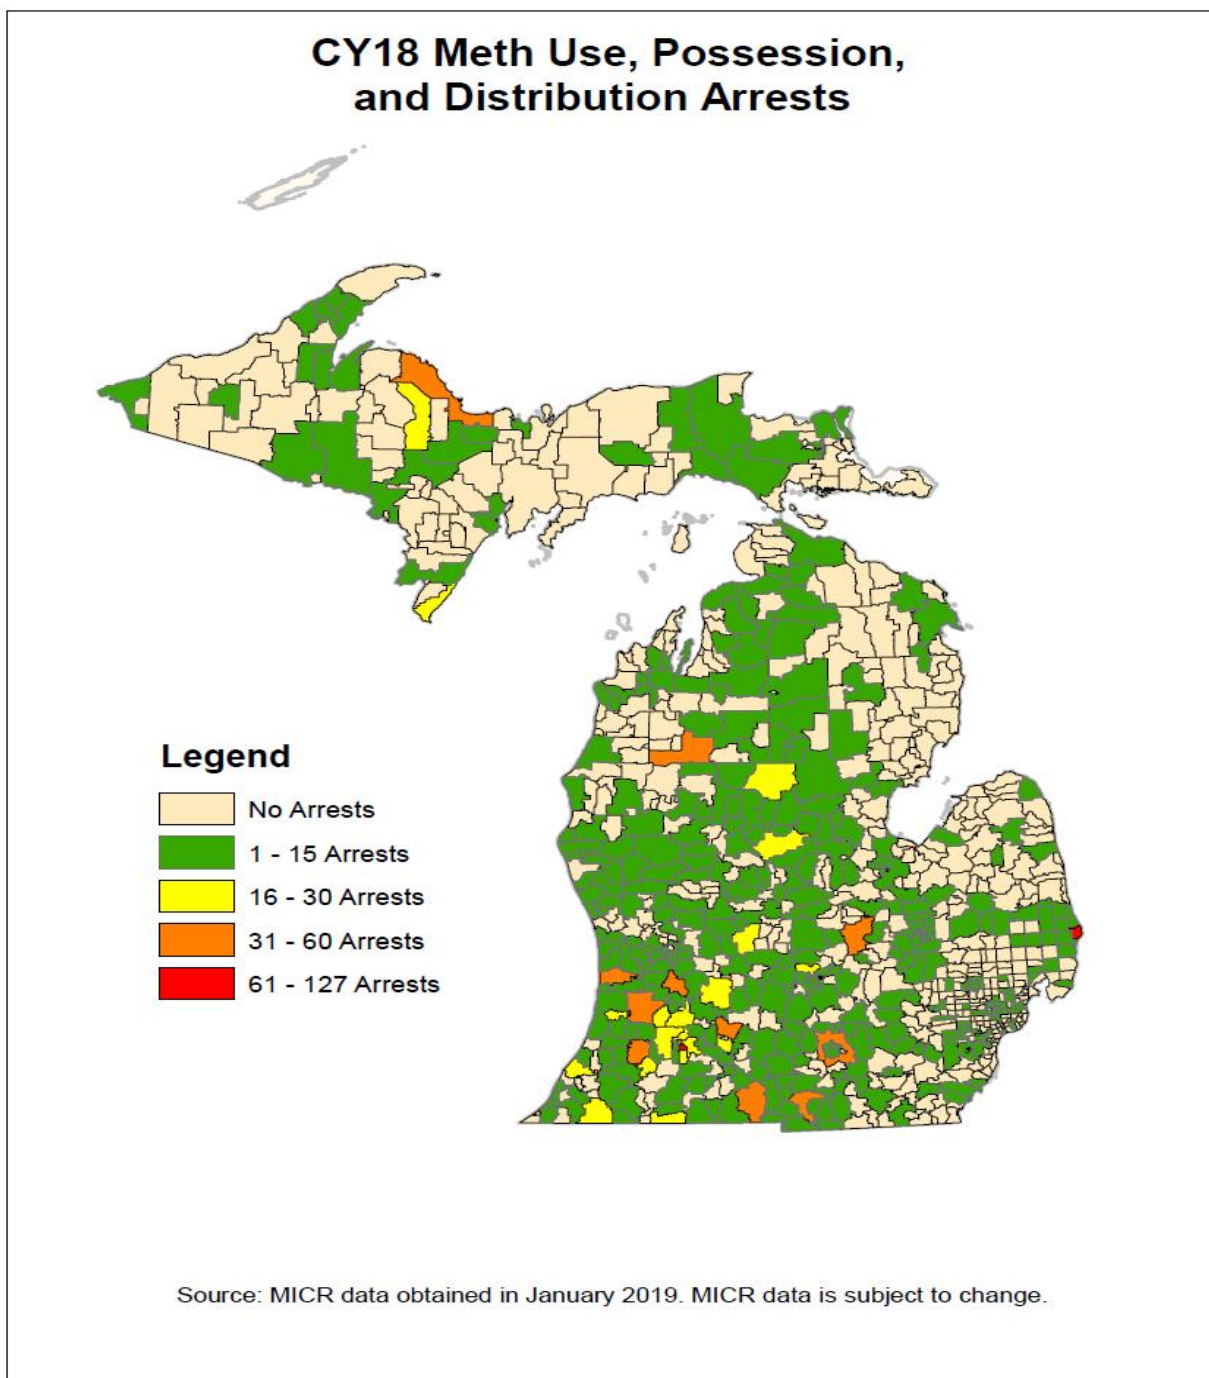 CY18 Meth Use, Possession,
and Distribution Arrests
Legend
No Arrests
1 - 15 Arrests
16 - 30 Arrests
31 - 60 Arrests
61 - 127 Arrests
Source: MICR data obtained in January 2019. MICR data is subject to change.